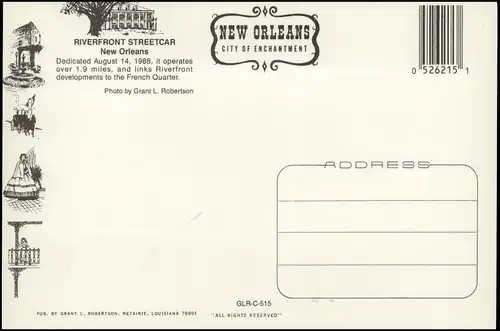 RIVERFRONT STREETCAR
New Orleans
Dedicated August 14, 1988, it operates
over 1.9 miles, and links Riverfront
developments to the French Quarter.
Photo by Grant L. Robertson
NEW ORLEANS
CITY OF ENCHANTMENT
0 526215 1
ADDRESS
GLR-C-515
PUB. BY GRANT L. ROBERTSON, METAIRIE, LOUISIANA 70001
"ALL RIGHTS RESERVED"